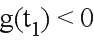 g(t₁) < 0